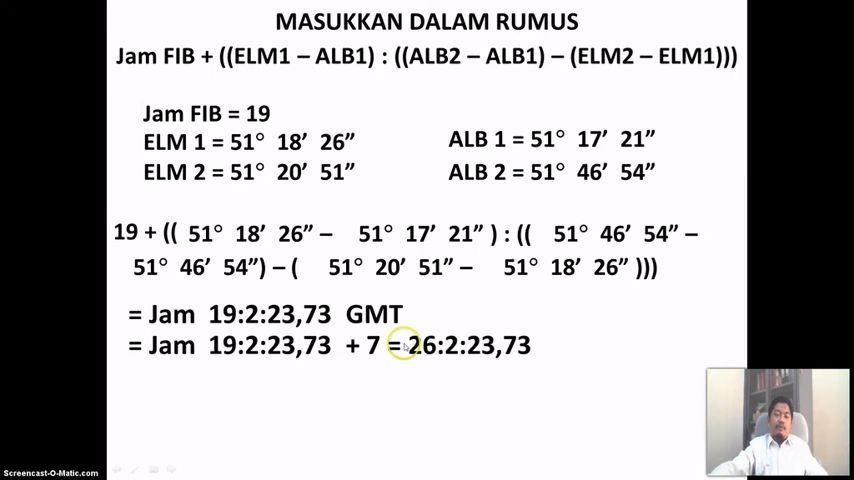 MASUKKAN DALAM RUMUS
Jam FIB + ((ELM1 – ALB1) : ((ALB2 – ALB1) – (ELM2 – ELM1)))
Jam FIB = 19
ELM 1 = 51° 18’ 26”
ALB 1 = 51° 17’ 21”
ELM 2 = 51° 20’ 51”
ALB 2 = 51° 46’ 54”
19 + (( 51° 18’ 26” – 51° 17’ 21” ) : (( 51° 46’ 54” –
51° 46’ 54”) – ( 51° 20’ 51” – 51° 18’ 26” )))
= Jam 19:2:23,73 GMT
= Jam 19:2:23,73 + 7 = 26:2:23,73
Screencast-O-Matic.com